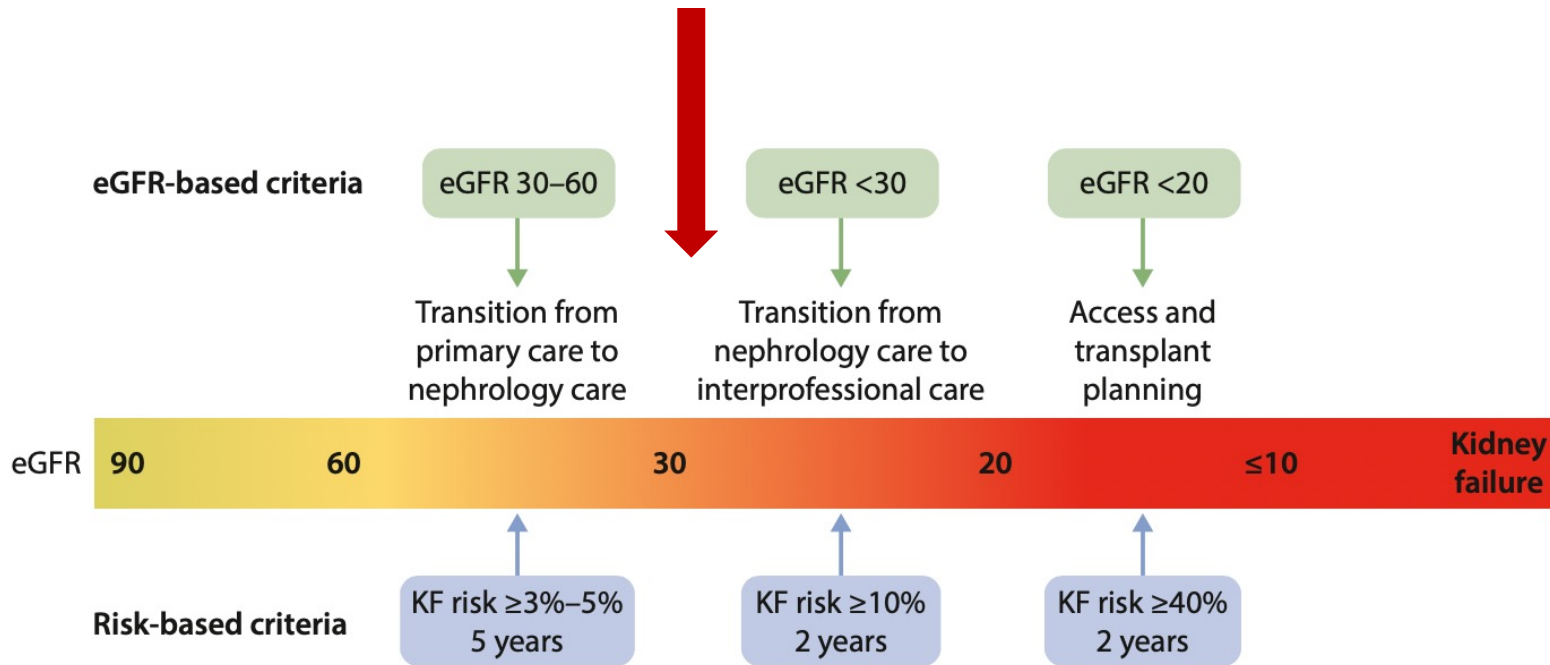 eGFR-based criteria
eGFR 30–60
eGFR <30
eGFR <20
Transition from
primary care to
nephrology care
Transition from
nephrology care to
interprofessional care
Access and
transplant
planning
eGFR
90
60
30
20
≤10
Kidney
failure
Risk-based criteria
KF risk ≥3%–5%
5 years
KF risk ≥10%
2 years
KF risk ≥40%
2 years